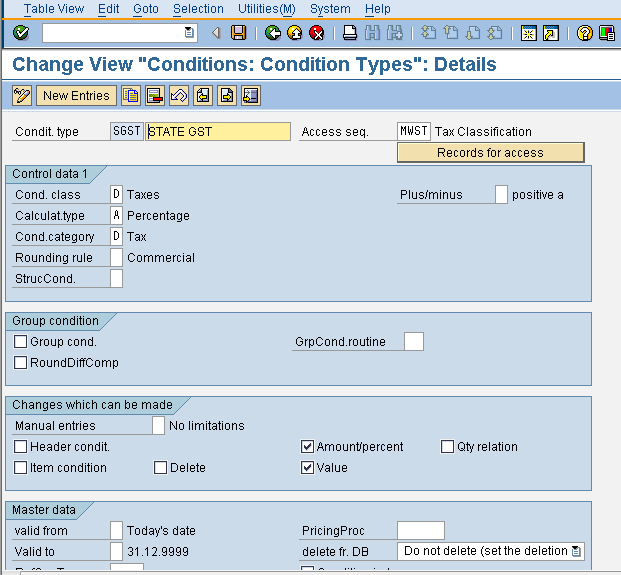 Table View Edit Goto Selection Utilities(M) System Help
Change View "Conditions: Condition Types": Details
New Entries
Condit. type SGST STATE GST Access seq. MWST Tax Classification
Records for access
Control data 1
Cond. class D Taxes Plus/minus positive a
Calculat.type A Percentage
Cond.category D Tax
Rounding rule Commercial
StrucCond.
Group condition
Group cond. GrpCond.routine
RoundDiffComp
Changes which can be made
Manual entries No limitations
Header condit. Amount/percent Qty relation
Item condition Delete Value
Master data
valid from Today's date PricingProc
Valid to 31.12.9999 delete fr. DB Do not delete (set the deletion